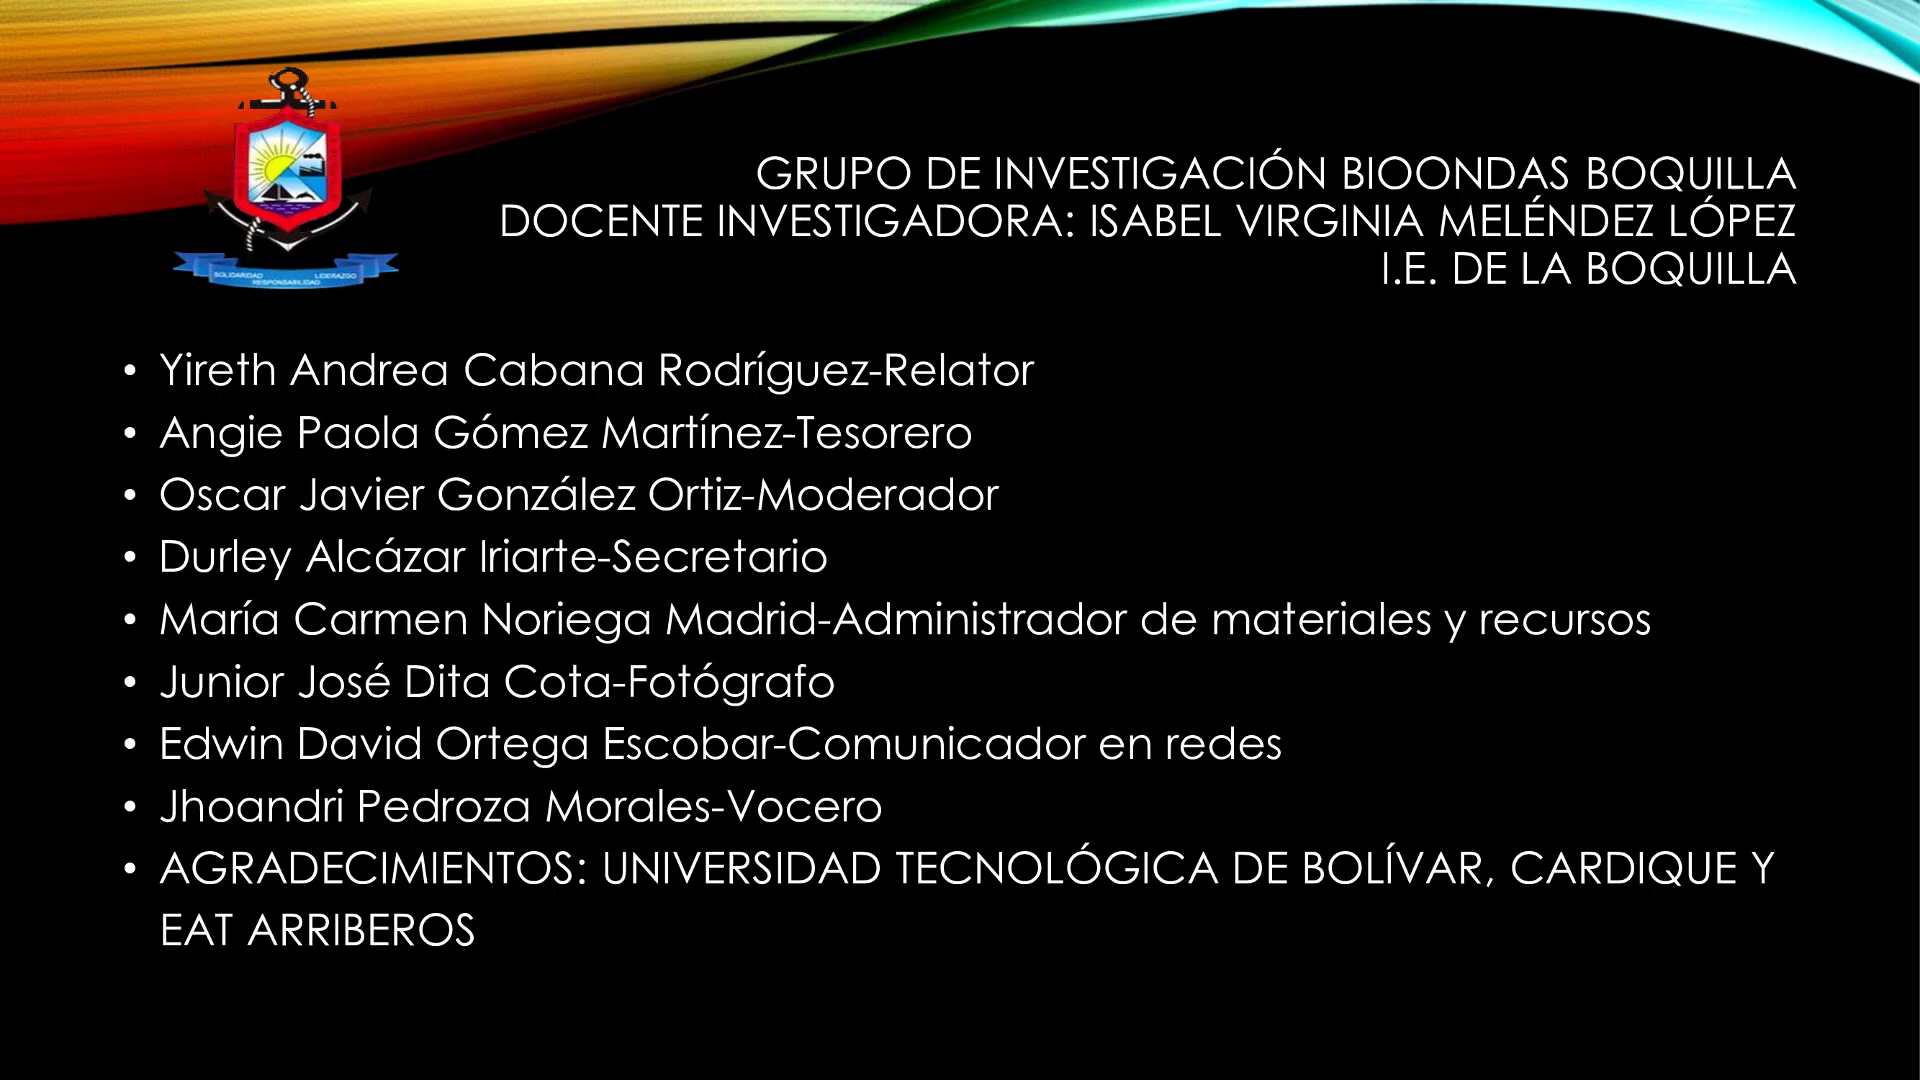 GRUPO DE INVESTIGACIÓN BIOONDAS BOQUILLA
DOCENTE INVESTIGADORA: ISABEL VIRGINIA MELÉNDEZ LÓPEZ
I.E. DE LA BOQUILLA
SOLIDARIDAD LIDERAZGO
RESPONSABILIDAD
• Yireth Andrea Cabana Rodríguez-Relator
• Angie Paola Gómez Martínez-Tesorero
• Oscar Javier González Ortiz-Moderador
• Durley Alcázar Iriarte-Secretario
• María Carmen Noriega Madrid-Administrador de materiales y recursos
• Junior José Dita Cota-Fotógrafo
• Edwin David Ortega Escobar-Comunicador en redes
• Jhoandri Pedroza Morales-Vocero
• AGRADECIMIENTOS: UNIVERSIDAD TECNOLÓGICA DE BOLÍVAR, CARDIQUE Y
EAT ARRIBEROS